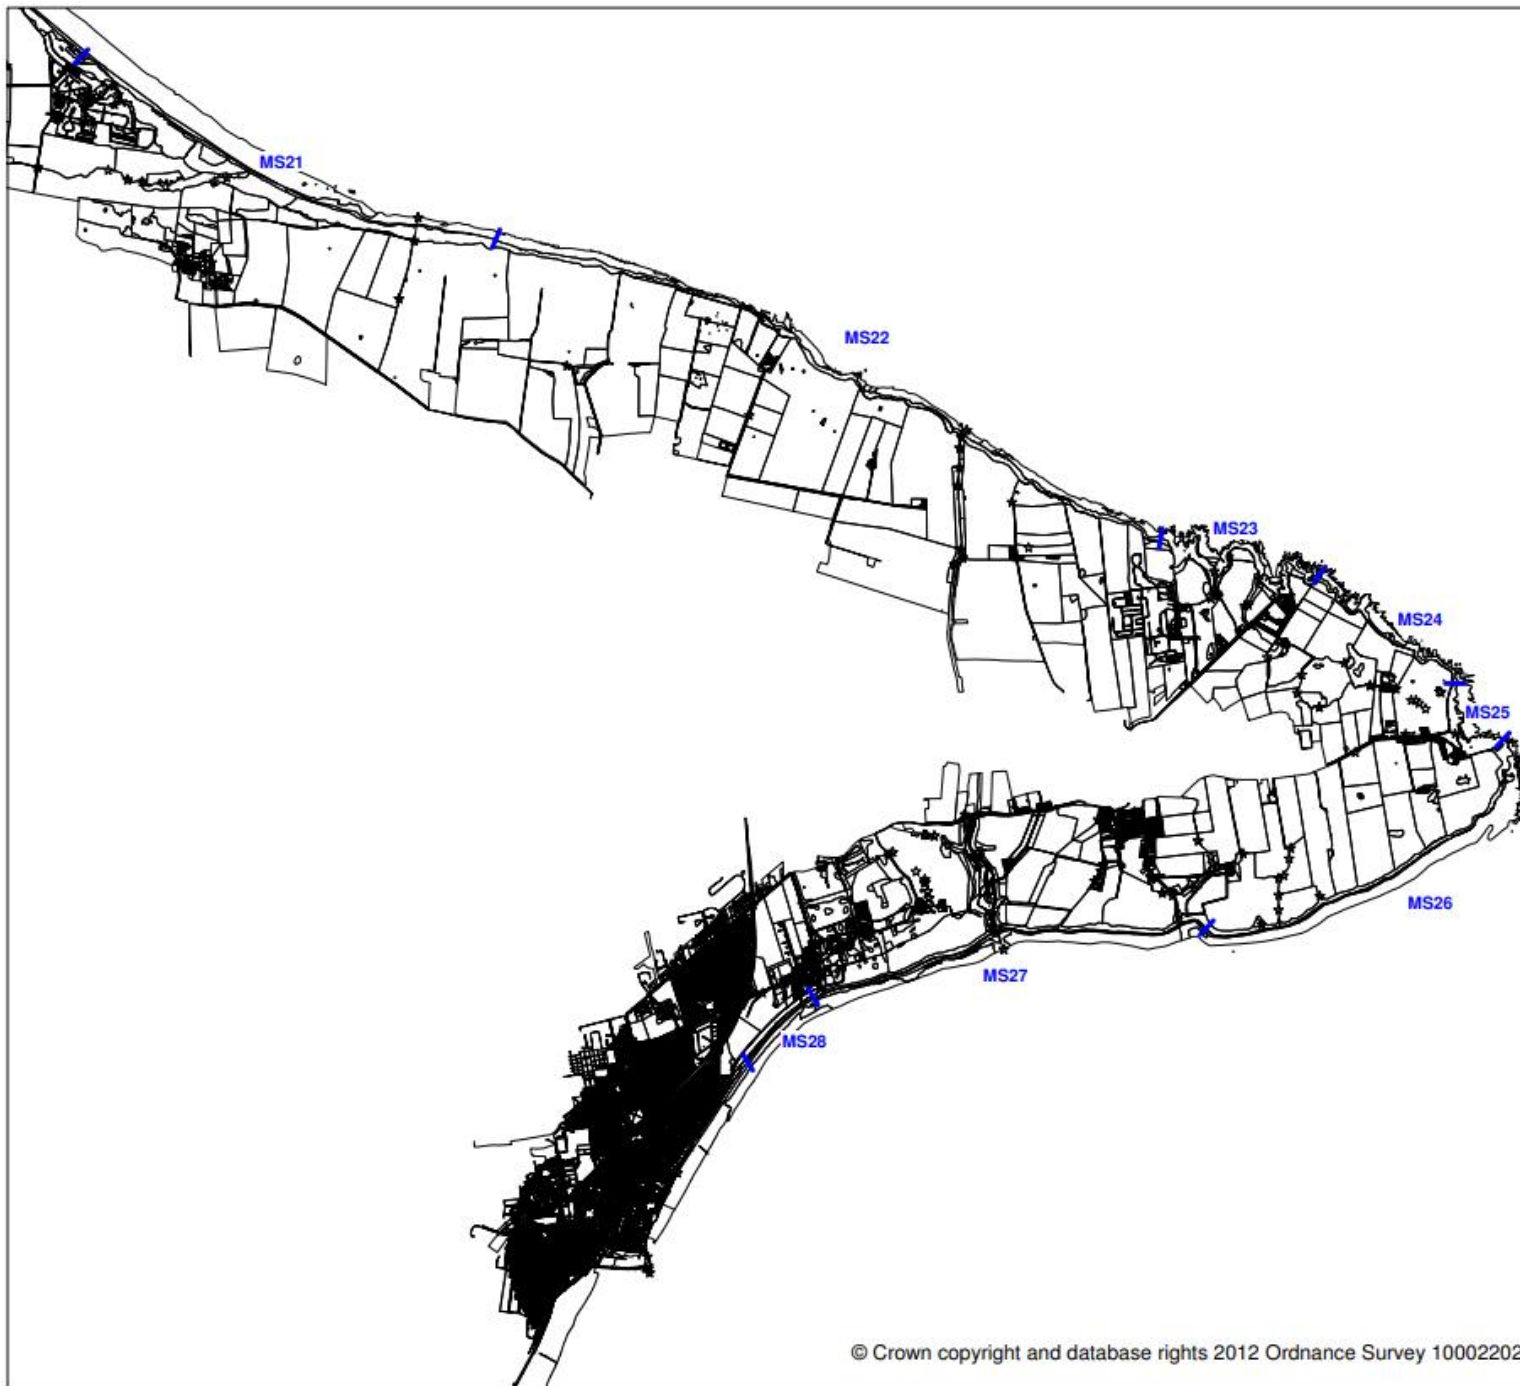 MS21
MS22
MS23
MS24
MS25
MS26
MS27
MS28
© Crown copyright and database rights 2012 Ordnance Survey 10002202